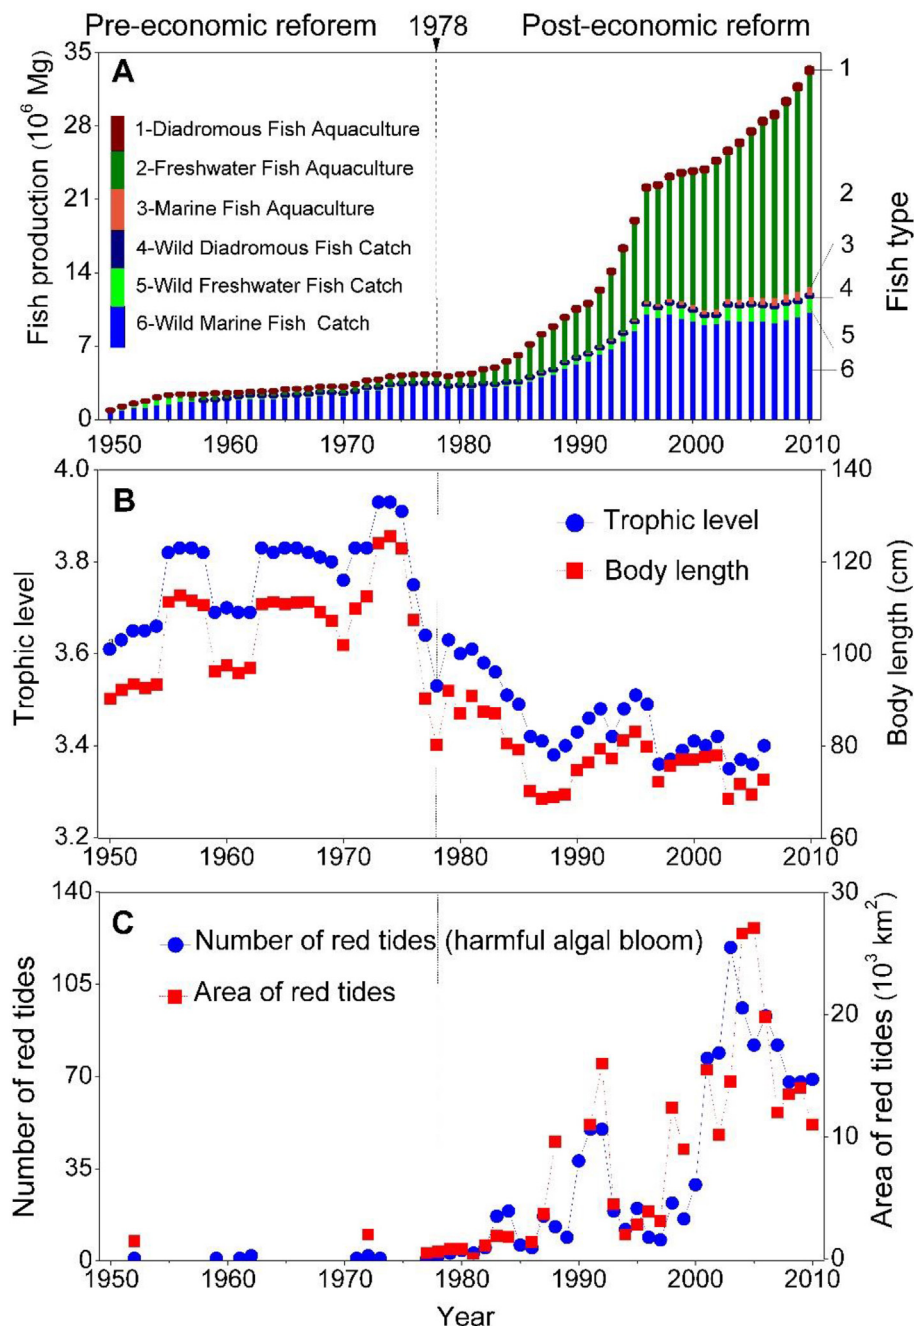 Pre-economic reforem 1978 Post-economic reform
A
Fish production (10⁶ Mg)
35
28
21
14
7
0
1-Diadromous Fish Aquaculture
2-Freshwater Fish Aquaculture
3-Marine Fish Aquaculture
4-Wild Diadromous Fish Catch
5-Wild Freshwater Fish Catch
6-Wild Marine Fish Catch
1
2
3
4
5
6
Fish type
1950 1960 1970 1980 1990 2000 2010
B
Trophic level
4.0
3.8
3.6
3.4
3.2
Trophic level
Body length
140
120
100
80
60
Body length (cm)
1950 1960 1970 1980 1990 2000 2010
C
Number of red tides
140
105
70
35
0
Number of red tides (harmful algal bloom)
Area of red tides
30
20
10
0
Area of red tides (10³ km²)
1950 1960 1970 1980 1990 2000 2010
Year